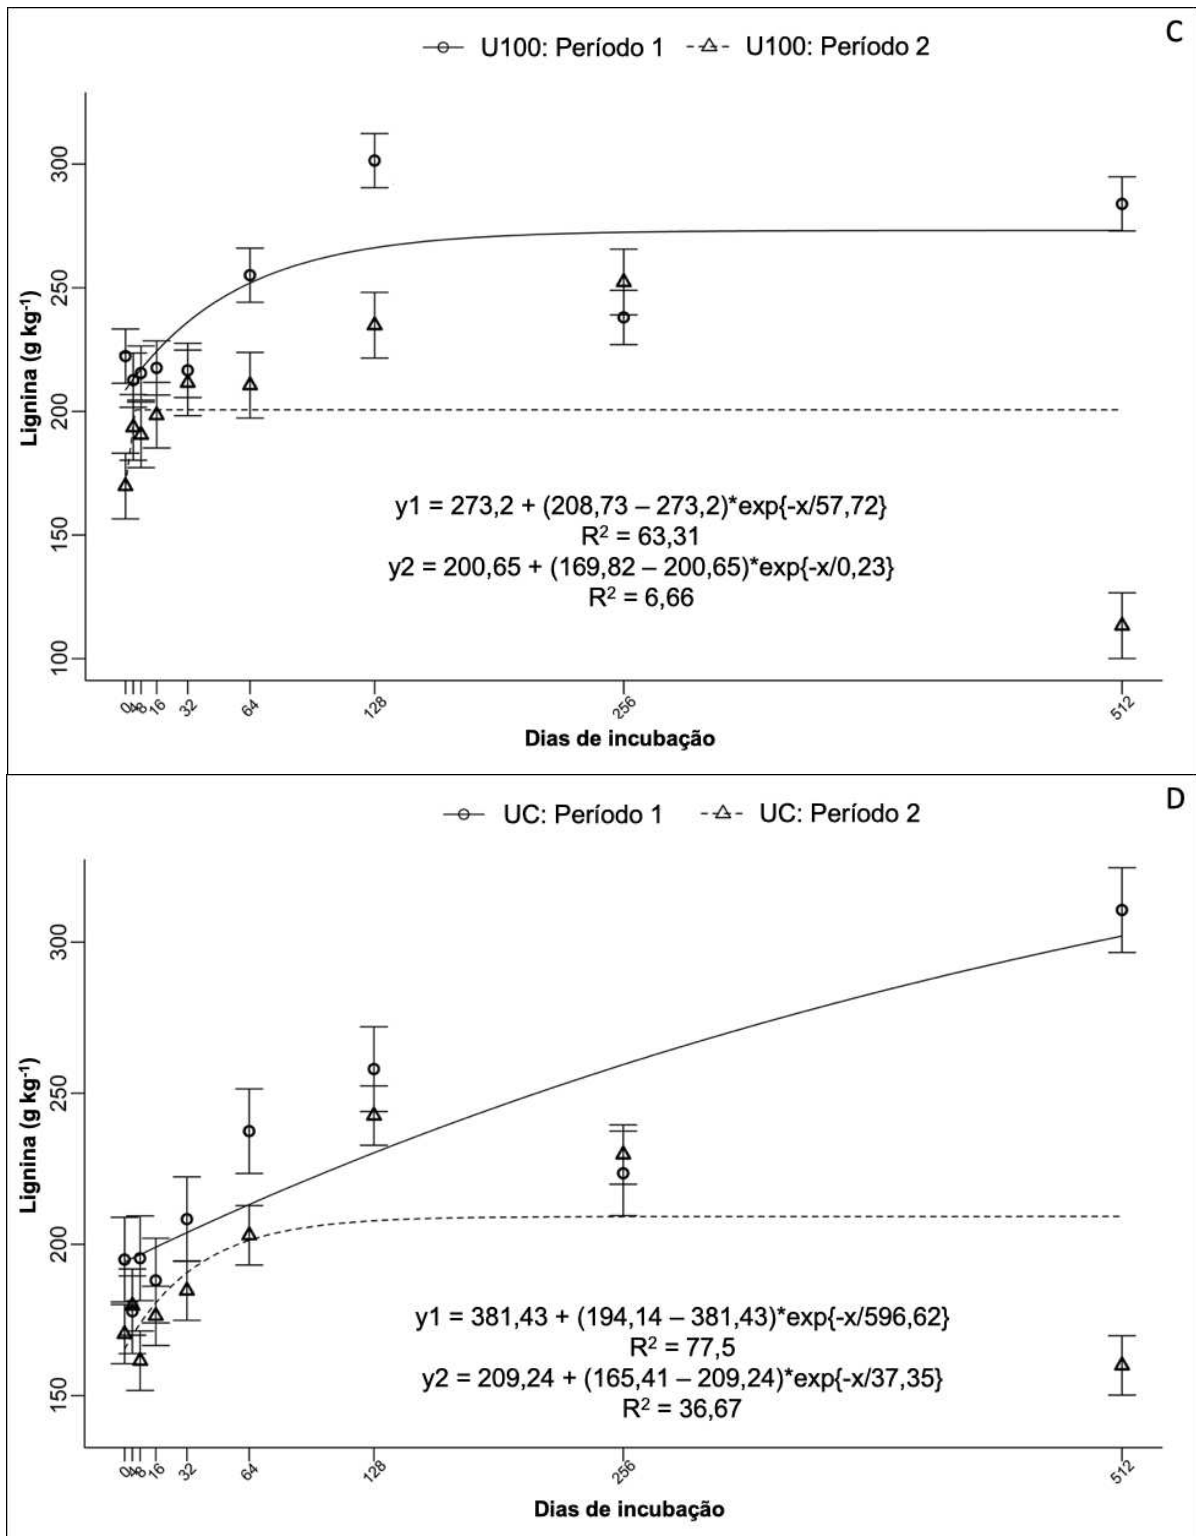 C
U100: Período 1 U100: Período 2
300
250
200
150
100
Lignina (g kg-1)
y1 = 273,2 + (208,73 – 273,2)*exp{-x/57,72}
R² = 63,31
y2 = 200,65 + (169,82 – 200,65)*exp{-x/0,23}
R² = 6,66
0 4 8 16 32 64 128 256 512
Dias de incubação
D
UC: Período 1 UC: Período 2
300
250
200
150
Lignina (g kg-1)
y1 = 381,43 + (194,14 – 381,43)*exp{-x/596,62}
R² = 77,5
y2 = 209,24 + (165,41 – 209,24)*exp{-x/37,35}
R² = 36,67
0 4 8 16 32 64 128 256 512
Dias de incubação